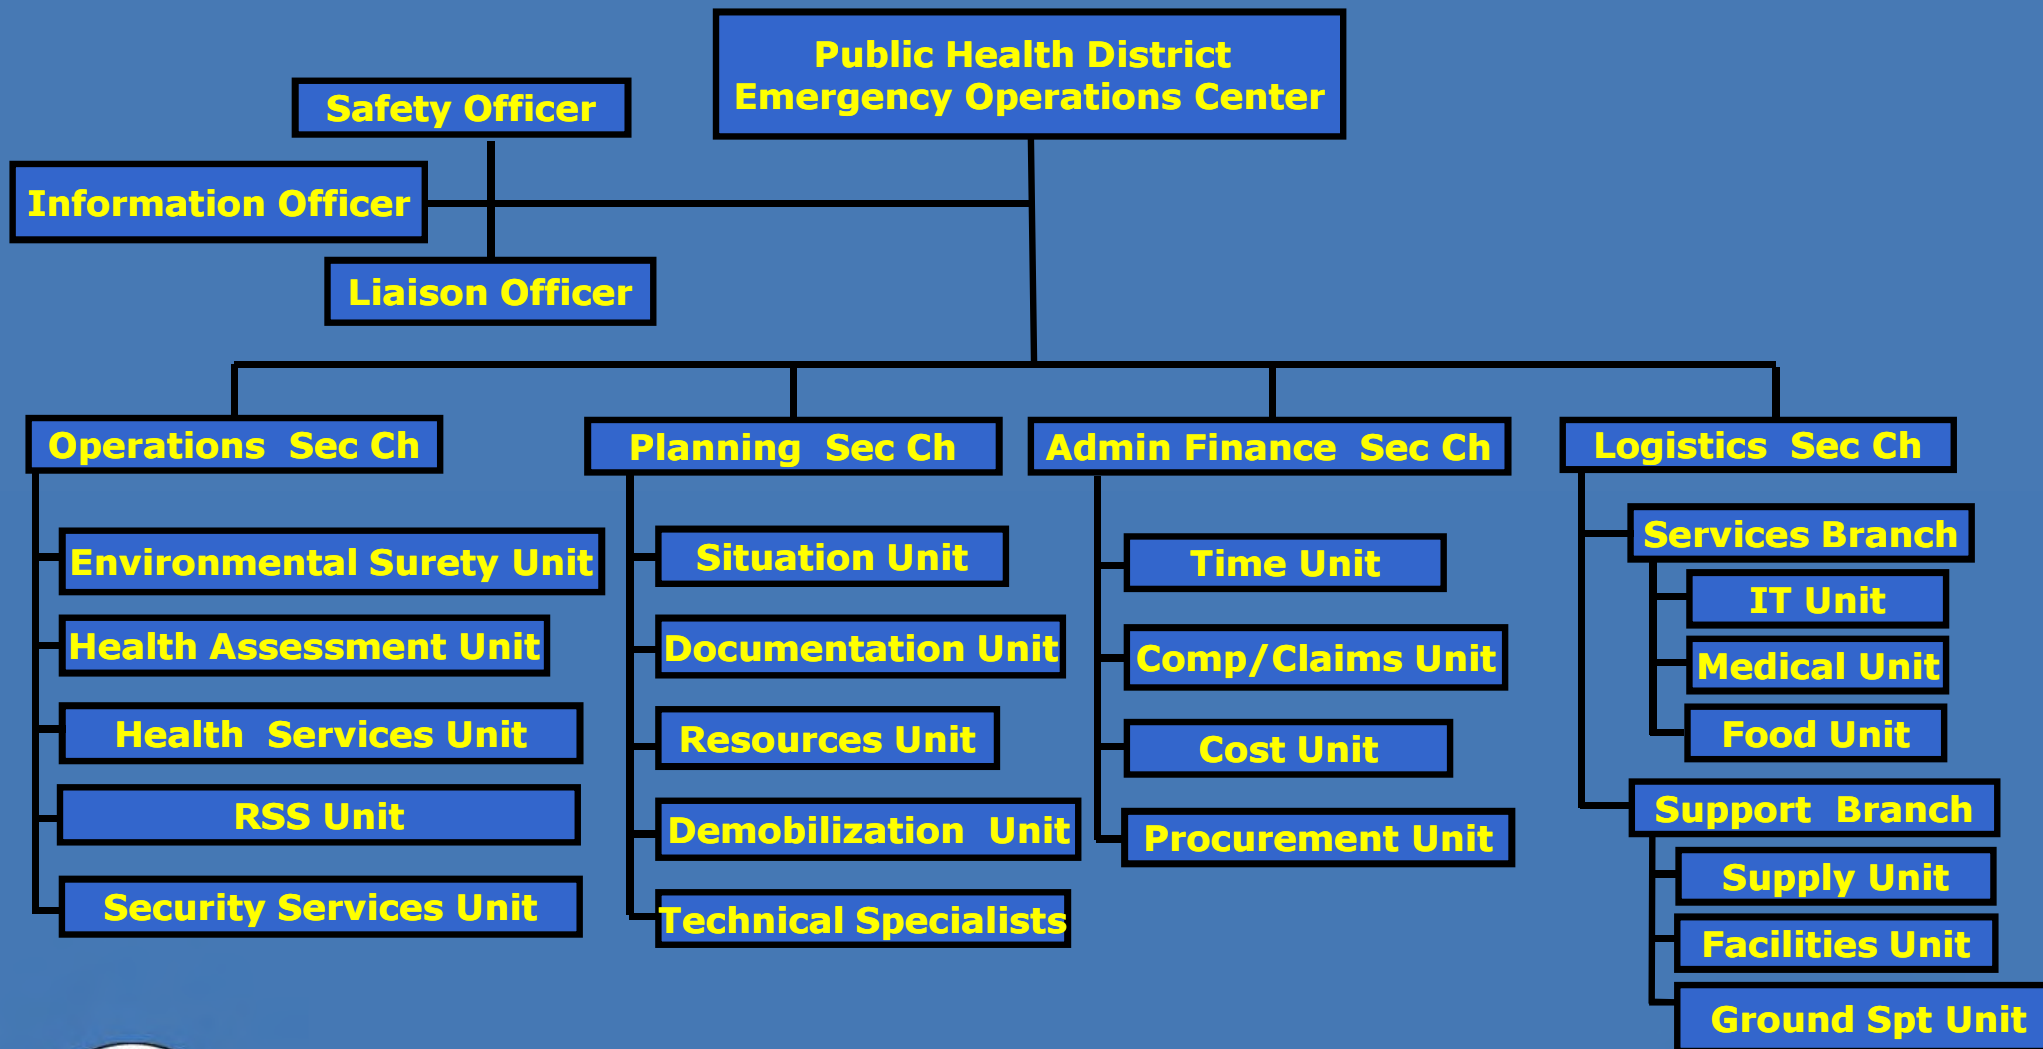 Public Health District
Emergency Operations Center
Safety Officer
Information Officer
Liaison Officer
Operations  Sec Ch
Environmental Surety Unit
Health Assessment Unit
Health  Services Unit
RSS Unit
Security Services Unit
Planning  Sec Ch
Situation Unit
Documentation Unit
Resources Unit
Demobilization  Unit
Technical Specialists
Admin Finance  Sec Ch
Time Unit
Comp/Claims Unit
Cost Unit
Procurement Unit
Logistics  Sec Ch
Services Branch
IT Unit
Medical Unit
Food Unit
Support  Branch
Supply Unit
Facilities Unit
Ground Spt Unit